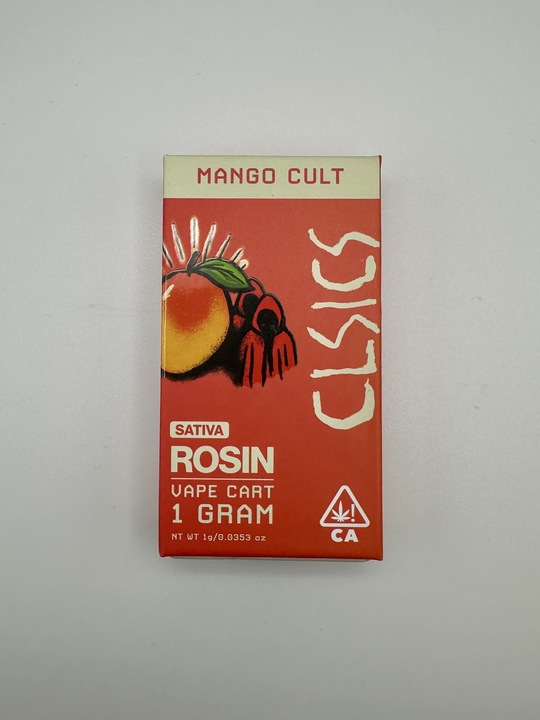 MANGO CULT
CLSICS
SATIVA
ROSIN
VAPE CART
1 GRAM
NT WT 1g/0.0353 oz
!
CA